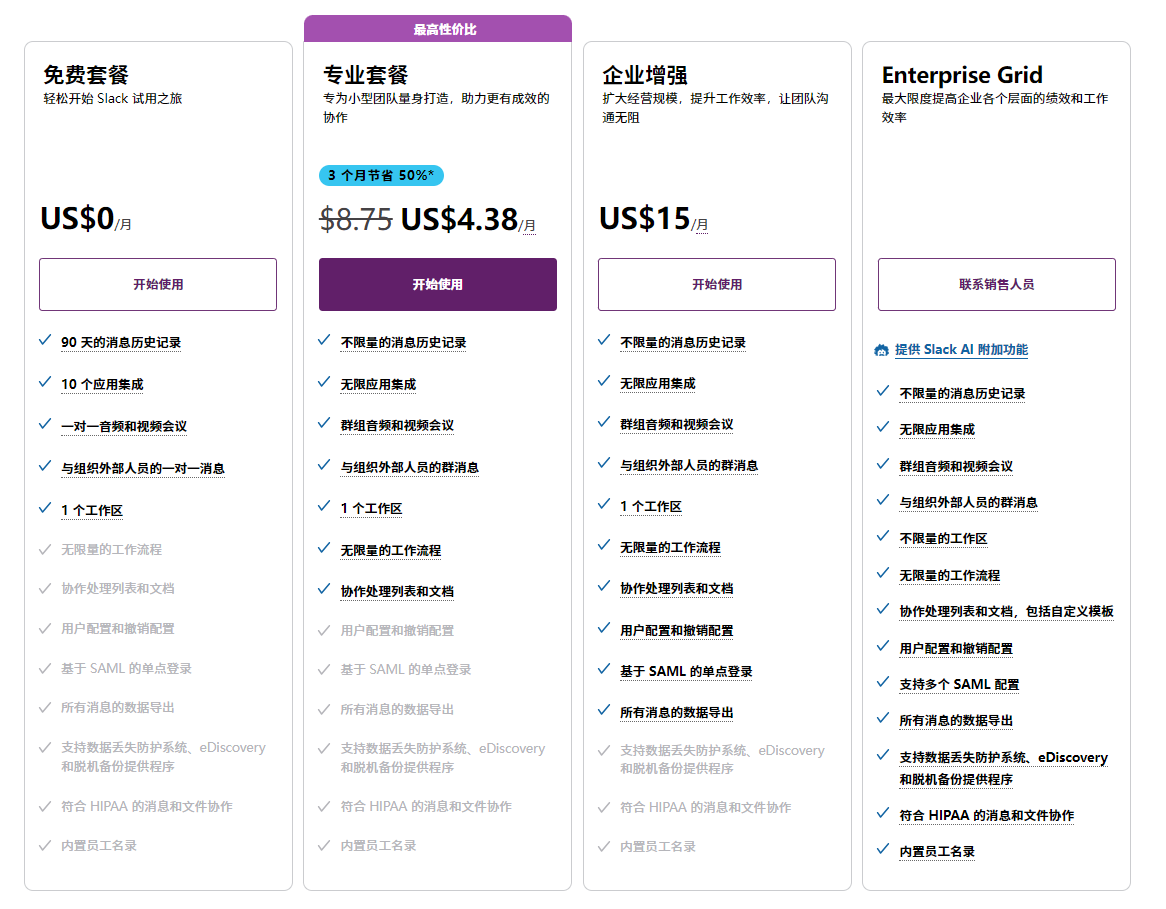 最高性价比
免费套餐
轻松开始 Slack 试用之旅
US$0/月
开始使用
90 天的消息历史记录
10 个应用集成
一对一音频和视频会议
与组织外部人员的一对一消息
1 个工作区
无限量的工作流程
协作处理列表和文档
用户配置和撤销配置
基于 SAML 的单点登录
所有消息的数据导出
支持数据丢失防护系统、eDiscovery
和脱机备份提供程序
符合 HIPAA 的消息和文件协作
内置员工名录
专业套餐
专为小型团队量身打造，助力更有成效的
协作
3 个月节省 50%*
$8.75 US$4.38/月
开始使用
不限量的消息历史记录
无限应用集成
群组音频和视频会议
与组织外部人员的群消息
1 个工作区
无限量的工作流程
协作处理列表和文档
用户配置和撤销配置
基于 SAML 的单点登录
所有消息的数据导出
支持数据丢失防护系统、eDiscovery
和脱机备份提供程序
符合 HIPAA 的消息和文件协作
内置员工名录
企业增强
扩大经营规模，提升工作效率，让团队沟
通无阻
US$15/月
开始使用
不限量的消息历史记录
无限应用集成
群组音频和视频会议
与组织外部人员的群消息
1 个工作区
无限量的工作流程
协作处理列表和文档
用户配置和撤销配置
基于 SAML 的单点登录
所有消息的数据导出
支持数据丢失防护系统、eDiscovery
和脱机备份提供程序
符合 HIPAA 的消息和文件协作
内置员工名录
Enterprise Grid
最大限度提高企业各个层面的绩效和工作
效率
联系销售人员
提供 Slack AI 附加功能
不限量的消息历史记录
无限应用集成
群组音频和视频会议
与组织外部人员的群消息
不限量的工作区
无限量的工作流程
协作处理列表和文档，包括自定义模板
用户配置和撤销配置
支持多个 SAML 配置
所有消息的数据导出
支持数据丢失防护系统、eDiscovery
和脱机备份提供程序
符合 HIPAA 的消息和文件协作
内置员工名录